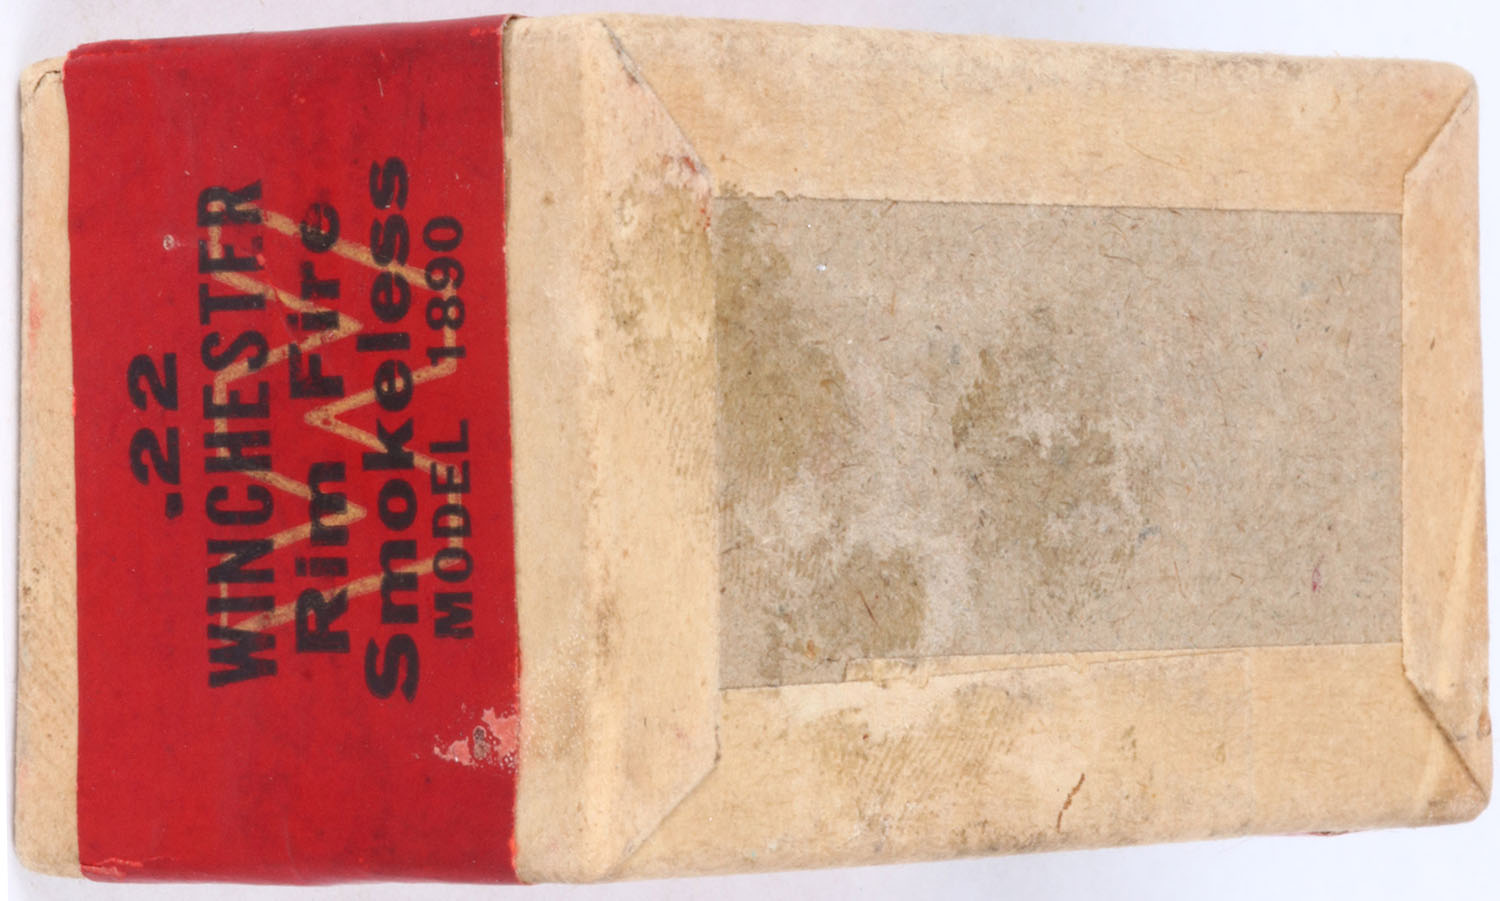 .22
WINCHESTER
Rim Fire
Smokeless
MODEL 1890